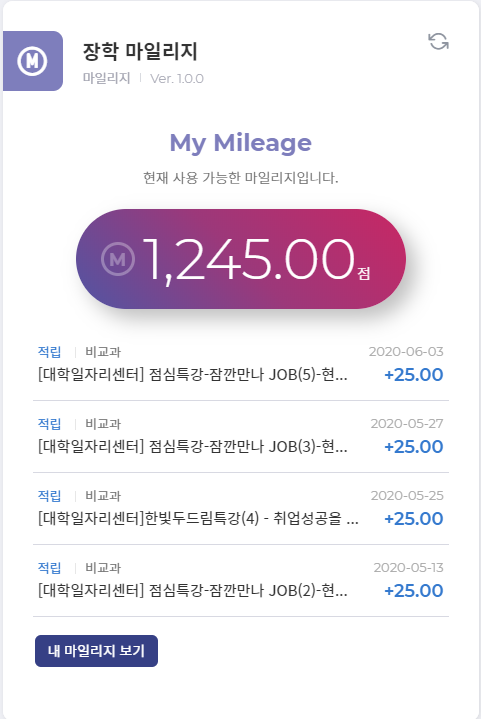 장학 마일리지
마일리지 | Ver. 1.0.0
My Mileage
현재 사용 가능한 마일리지입니다.
M 1,245.00점
적립 | 비교과 2020-06-03
[대학일자리센터] 점심특강-잠깐만나 JOB(5)-현... +25.00
적립 | 비교과 2020-05-27
[대학일자리센터] 점심특강-잠깐만나 JOB(3)-현... +25.00
적립 | 비교과 2020-05-25
[대학일자리센터]한빛두드림특강(4) - 취업성공을 ... +25.00
적립 | 비교과 2020-05-13
[대학일자리센터] 점심특강-잠깐만나 JOB(2)-현... +25.00
내 마일리지 보기